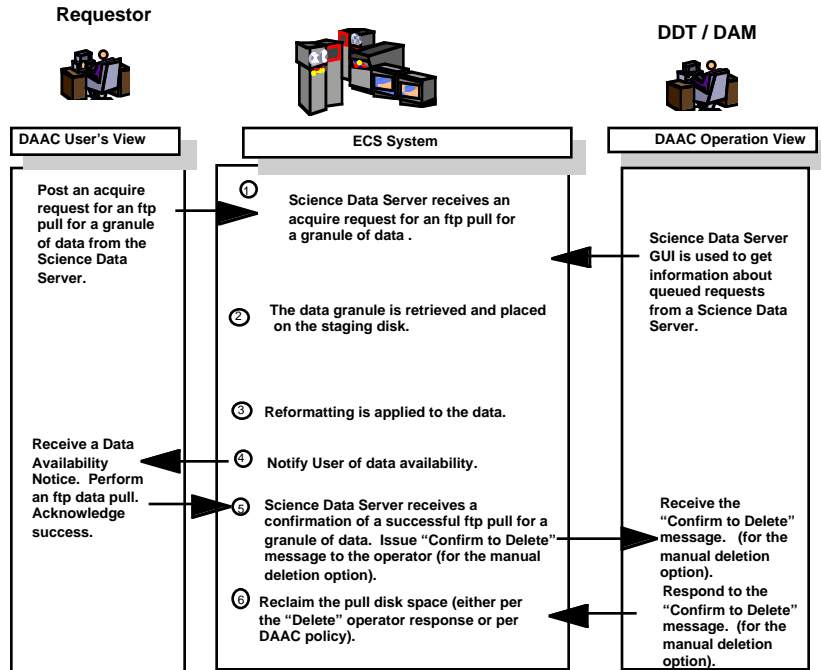 Requestor
DDT / DAM
DAAC User's View
ECS System
DAAC Operation View
Post an acquire
request for an ftp
pull for a granule
of data from the
Science Data
Server.
1
Science Data Server receives an
acquire request for an ftp pull for
a granule of data .
Science Data Server
GUI is used to get
information about
queued requests
from a Science Data
Server.
2
The data granule is retrieved and placed
on the staging disk.
3
Reformatting is applied to the data.
Receive a Data
Availability
Notice. Perform
an ftp data pull.
Acknowledge
success.
4
Notify User of data availability.
5
Science Data Server receives a
confirmation of a successful ftp pull for a
granule of data. Issue “Confirm to Delete”
message to the operator (for the manual
deletion option).
Receive the
“Confirm to Delete”
message. (for the
manual deletion
option).
6
Reclaim the pull disk space (either per
the “Delete” operator response or per
DAAC policy).
Respond to the
“Confirm to Delete”
message. (for the
manual deletion
option).